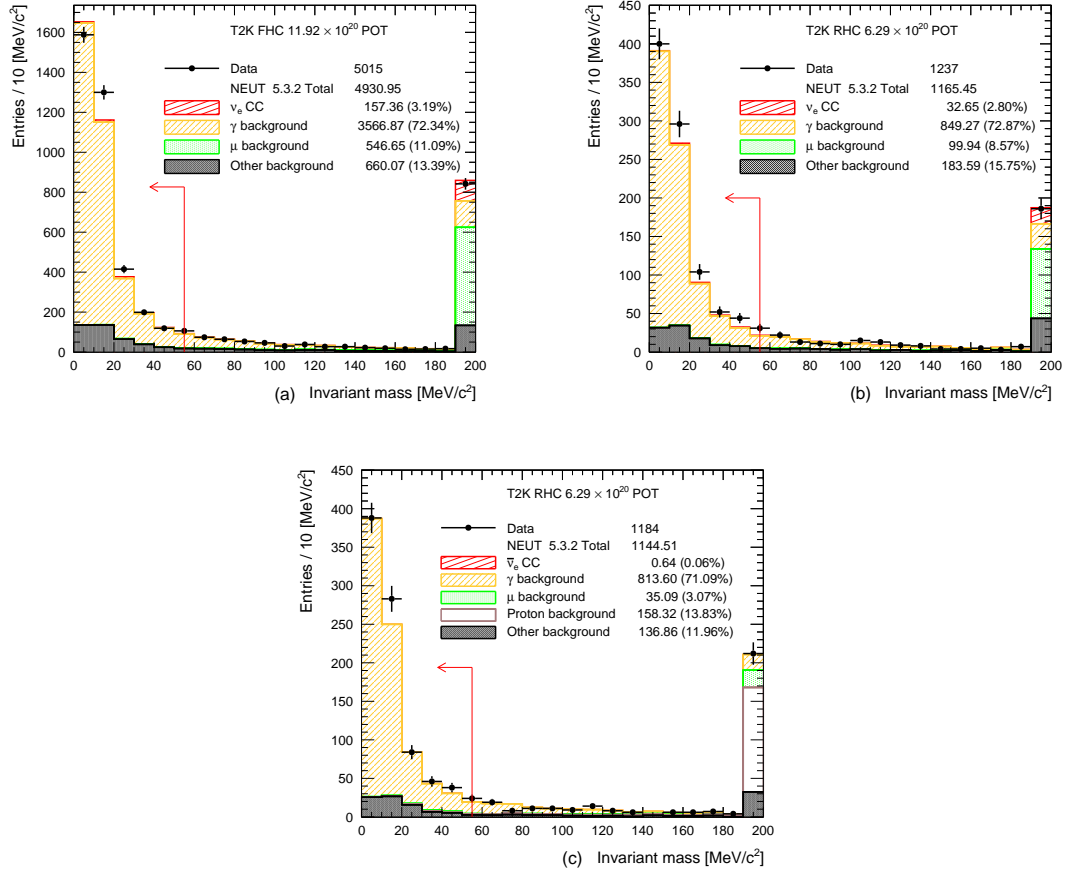 T2K FHC 11.92 × 10²⁰ POT
Data 5015
NEUT 5.3.2 Total 4930.95
νₑ CC 157.36 (3.19%)
γ background 3566.87 (72.34%)
μ background 546.65 (11.09%)
Other background 660.07 (13.39%)
Entries / 10 [MeV/c²]
1600
1400
1200
1000
800
600
400
200
0
0 20 40 60 80 100 120 140 160 180 200
(a) Invariant mass [MeV/c²]
T2K RHC 6.29 × 10²⁰ POT
Data 1237
NEUT 5.3.2 Total 1165.45
νₑ CC 32.65 (2.80%)
γ background 849.27 (72.87%)
μ background 99.94 (8.57%)
Other background 183.59 (15.75%)
Entries / 10 [MeV/c²]
450
400
350
300
250
200
150
100
50
0
0 20 40 60 80 100 120 140 160 180 200
(b) Invariant mass [MeV/c²]
T2K RHC 6.29 × 10²⁰ POT
Data 1184
NEUT 5.3.2 Total 1144.51
ν̅ₑ CC 0.64 (0.06%)
γ background 813.60 (71.09%)
μ background 35.09 (3.07%)
Proton background 158.32 (13.83%)
Other background 136.86 (11.96%)
Entries / 10 [MeV/c²]
450
400
350
300
250
200
150
100
50
0
0 20 40 60 80 100 120 140 160 180 200
(c) Invariant mass [MeV/c²]